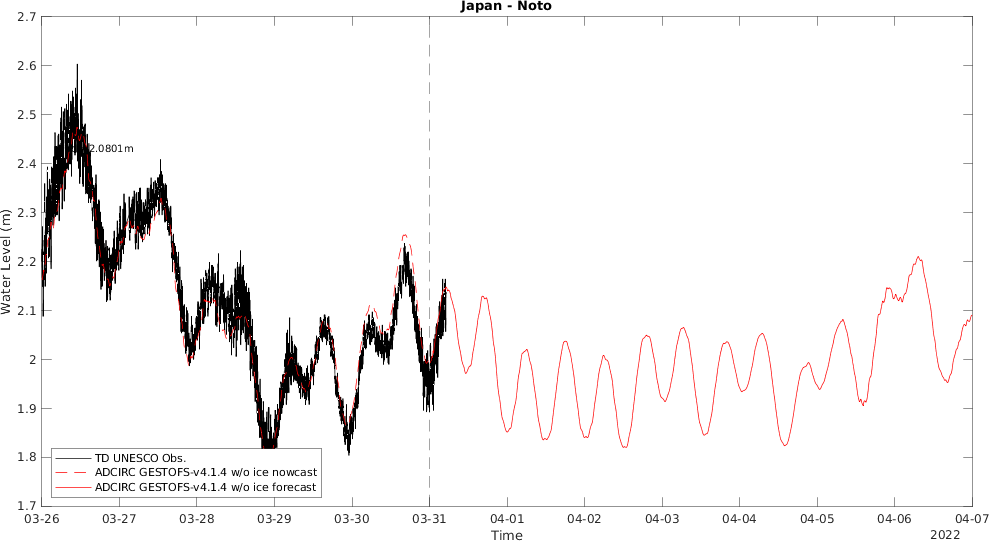 Japan - Noto
2.7
2.6
2.5
2.4
2.3
2.2
2.1
2
1.9
1.8
1.7
Water Level (m)
2.0801m
TD UNESCO Obs.
ADCIRC GESTOFS-v4.1.4 w/o ice nowcast
ADCIRC GESTOFS-v4.1.4 w/o ice forecast
03-26 03-27 03-28 03-29 03-30 03-31 04-01 04-02 04-03 04-04 04-05 04-06 04-07
Time
2022